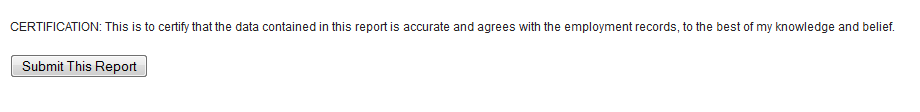 CERTIFICATION: This is to certify that the data contained in this report is accurate and agrees with the employment records, to the best of my knowledge and belief.
Submit This Report